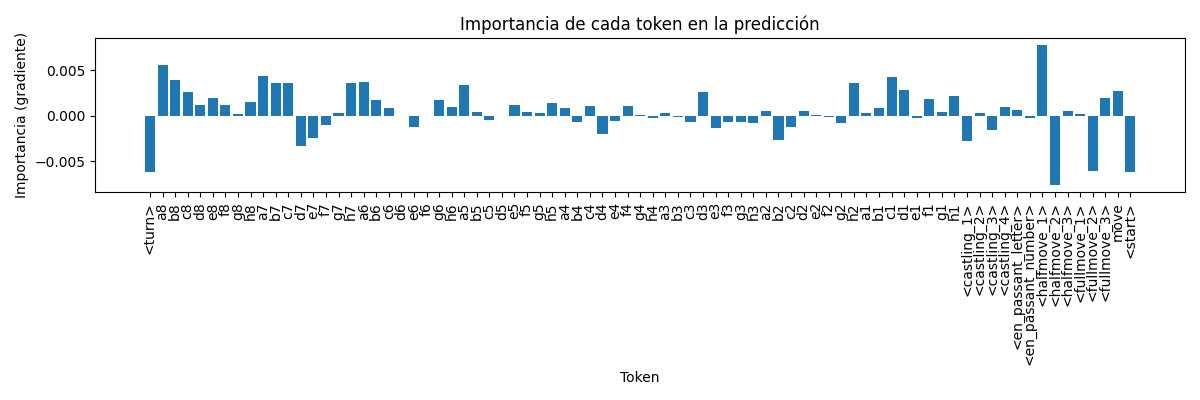 Importancia de cada token en la predicción
Importancia (gradiente)
0.005
0.000
−0.005
<turn>
a8
b8
c8
d8
e8
f8
g8
h8
a7
b7
c7
d7
e7
f7
g7
h7
a6
b6
c6
d6
e6
f6
g6
h6
a5
b5
c5
d5
e5
f5
g5
h5
a4
b4
c4
d4
e4
f4
g4
h4
a3
b3
c3
d3
e3
f3
g3
h3
a2
b2
c2
d2
e2
f2
g2
h2
a1
b1
c1
d1
e1
f1
g1
h1
<castling_1>
<castling_2>
<castling_3>
<castling_4>
<en_passant_letter>
<en_passant_number>
<halfmove_1>
<halfmove_2>
<halfmove_3>
<fullmove_1>
<fullmove_2>
<fullmove_3>
move
<start>
Token